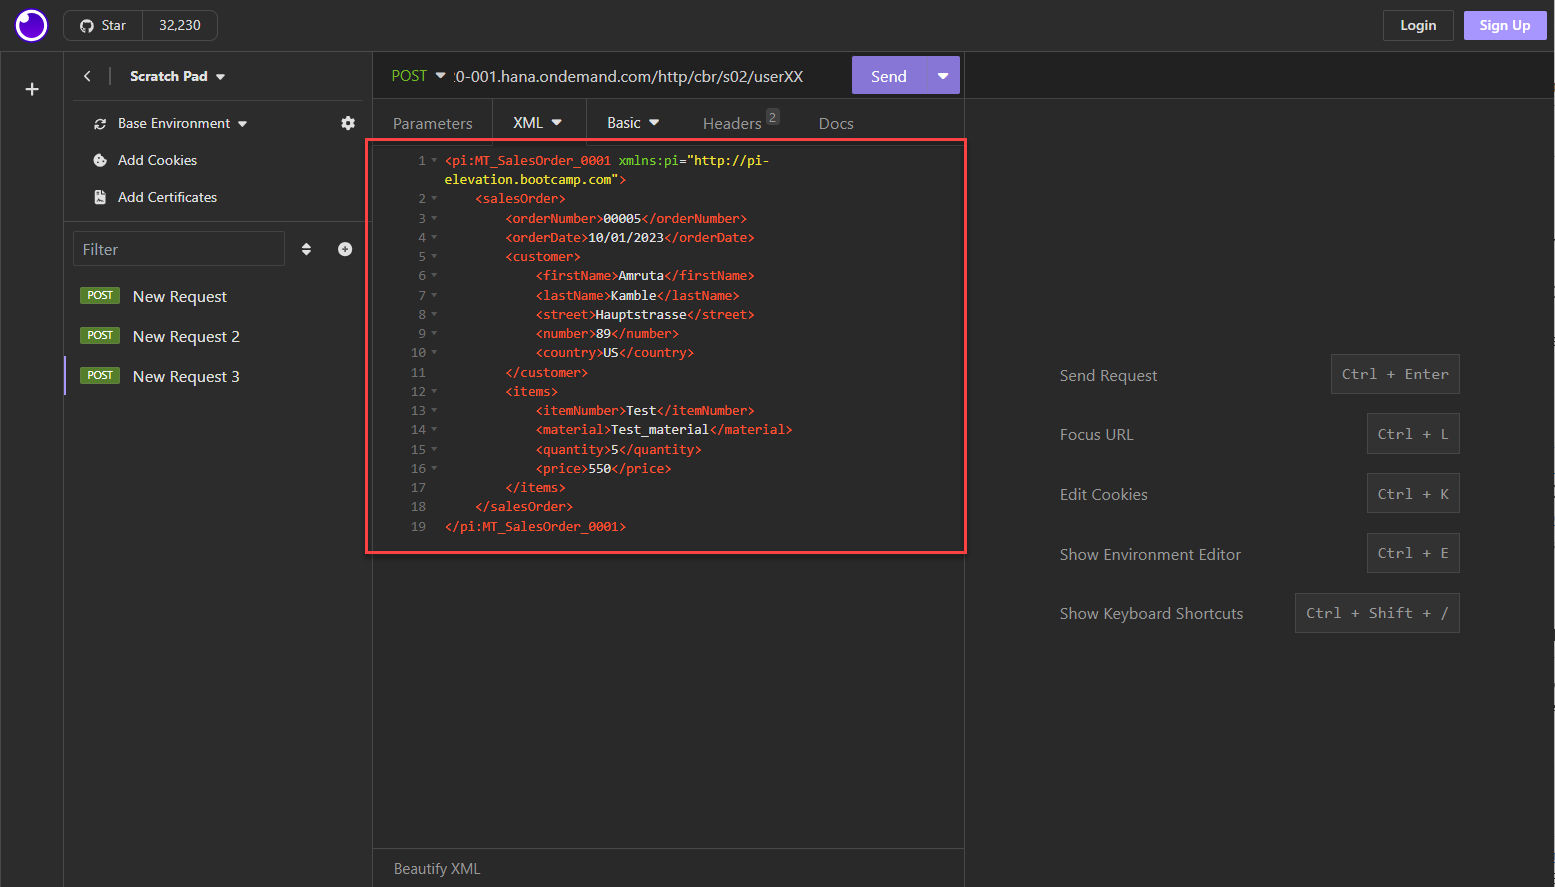 Star 32,230
Login Sign Up
Scratch Pad
Base Environment
Add Cookies
Add Certificates
Filter
POST New Request
POST New Request 2
POST New Request 3
POST :0-001.hana.ondemand.com/http/cbr/s02/userXX Send
Parameters XML Basic Headers 2 Docs
1 <pi:MT_SalesOrder_0001 xmlns:pi="http://pi-
elevation.bootcamp.com">
2 <salesOrder>
3 <orderNumber>00005</orderNumber>
4 <orderDate>10/01/2023</orderDate>
5 <customer>
6 <firstName>Amruta</firstName>
7 <lastName>Kamble</lastName>
8 <street>Hauptstrasse</street>
9 <number>89</number>
10 <country>US</country>
11 </customer>
12 <items>
13 <itemNumber>Test</itemNumber>
14 <material>Test_material</material>
15 <quantity>5</quantity>
16 <price>550</price>
17 </items>
18 </salesOrder>
19 </pi:MT_SalesOrder_0001>
Beautify XML
Send Request Ctrl + Enter
Focus URL Ctrl + L
Edit Cookies Ctrl + K
Show Environment Editor Ctrl + E
Show Keyboard Shortcuts Ctrl + Shift + /